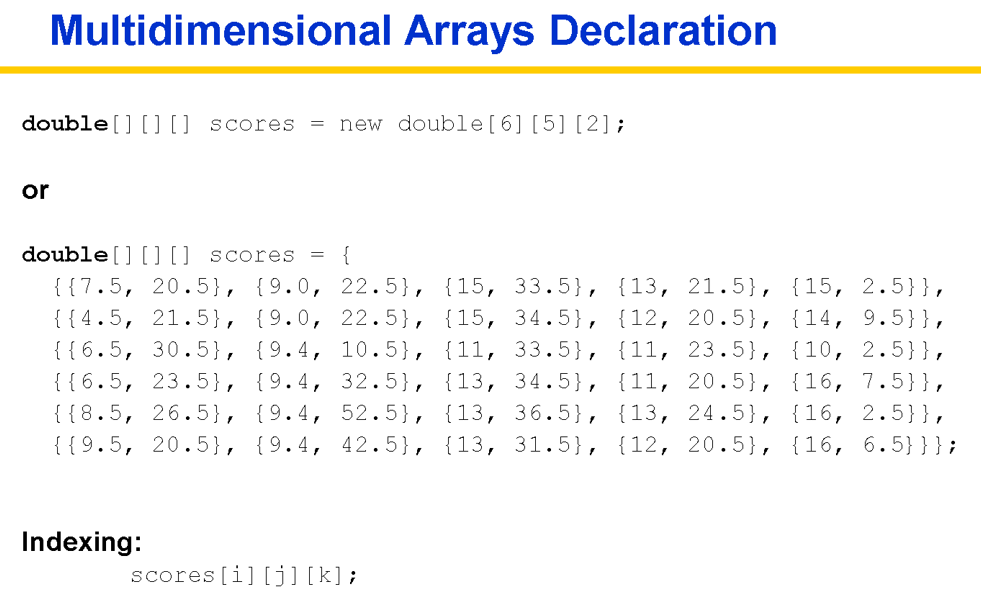 Multidimensional Arrays Declaration
double[][][] scores = new double[6][5][2];
or
double[][][] scores = {
{{7.5, 20.5}, {9.0, 22.5}, {15, 33.5}, {13, 21.5}, {15, 2.5}},
{{4.5, 21.5}, {9.0, 22.5}, {15, 34.5}, {12, 20.5}, {14, 9.5}},
{{6.5, 30.5}, {9.4, 10.5}, {11, 33.5}, {11, 23.5}, {10, 2.5}},
{{6.5, 23.5}, {9.4, 32.5}, {13, 34.5}, {11, 20.5}, {16, 7.5}},
{{8.5, 26.5}, {9.4, 52.5}, {13, 36.5}, {13, 24.5}, {16, 2.5}},
{{9.5, 20.5}, {9.4, 42.5}, {13, 31.5}, {12, 20.5}, {16, 6.5}}};
Indexing:
scores[i][j][k];